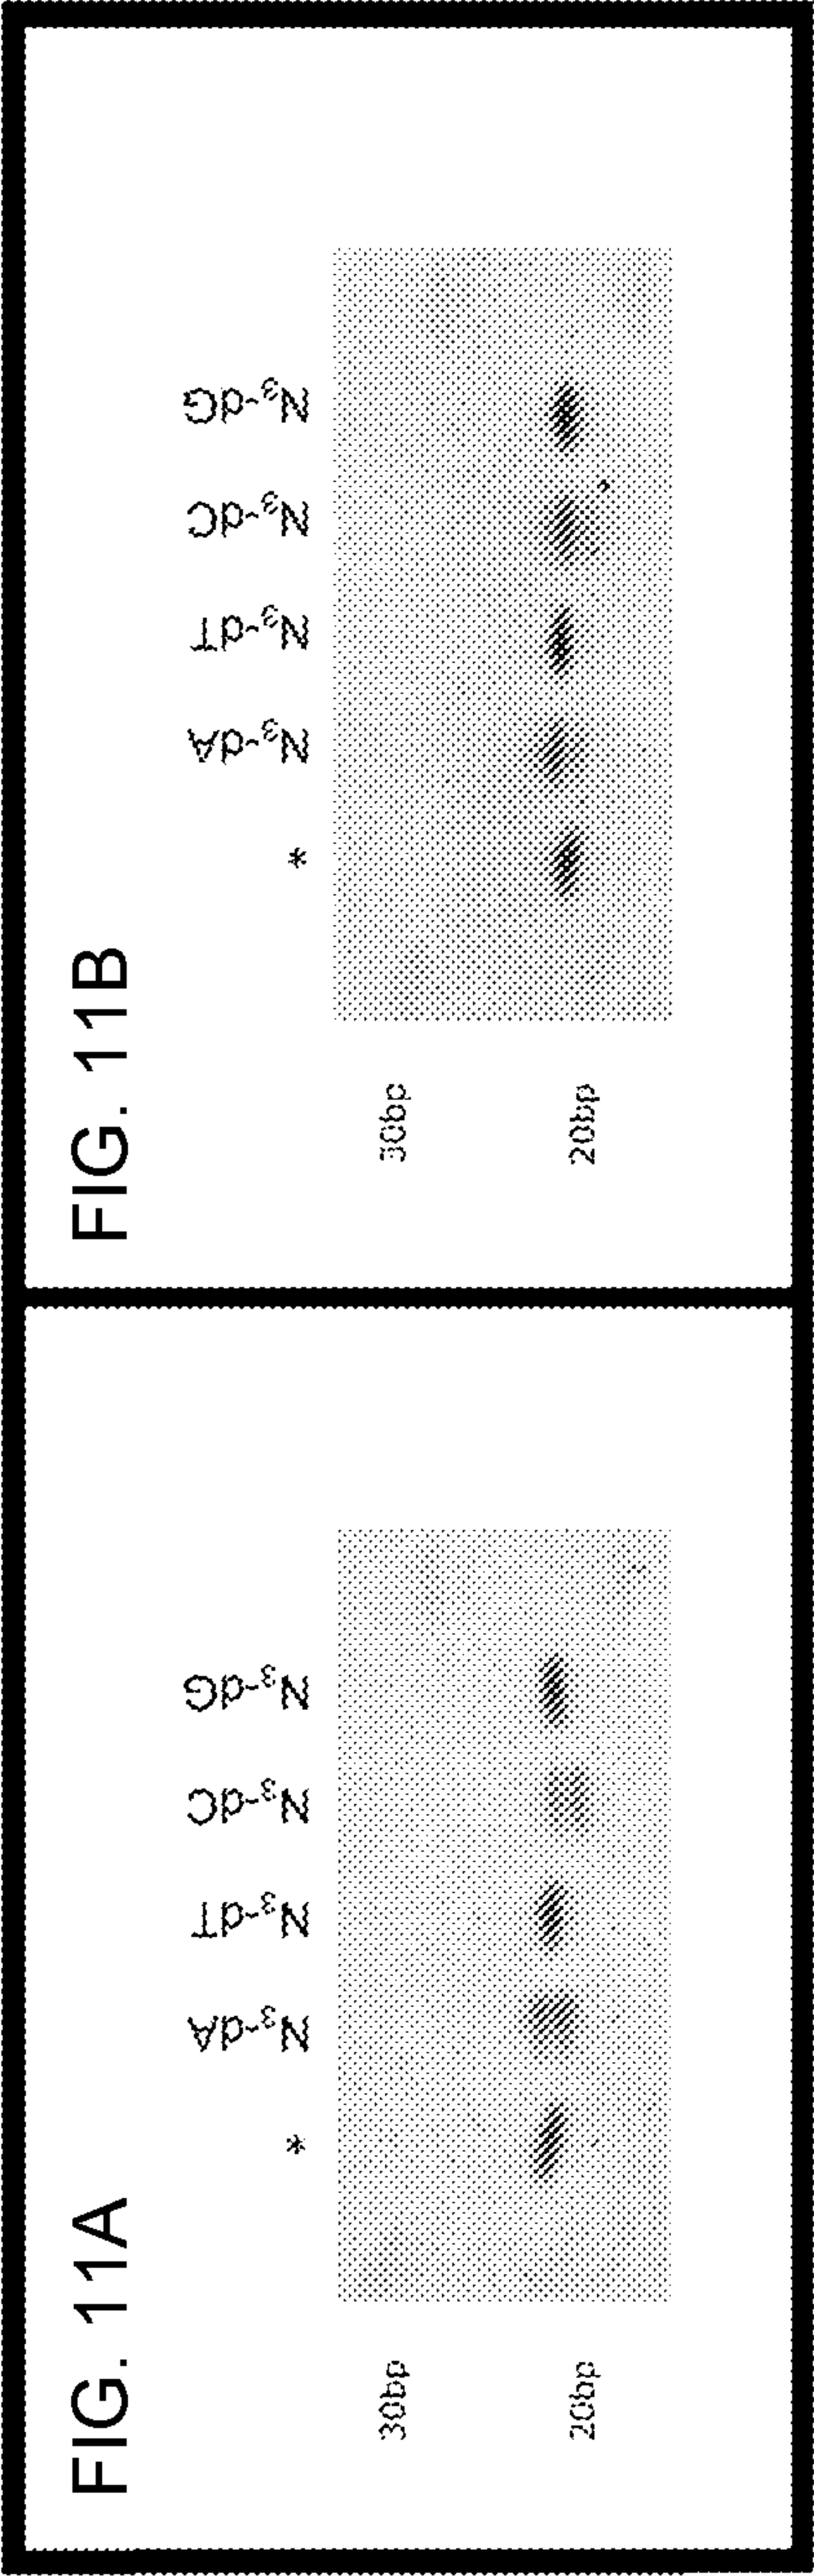 FIG. 11A
*
N₃-dA
N₃-dT
N₃-dC
N₃-dG
30bp
20bp
FIG. 11B
*
N₃-dA
N₃-dT
N₃-dC
N₃-dG
30bp
20bp